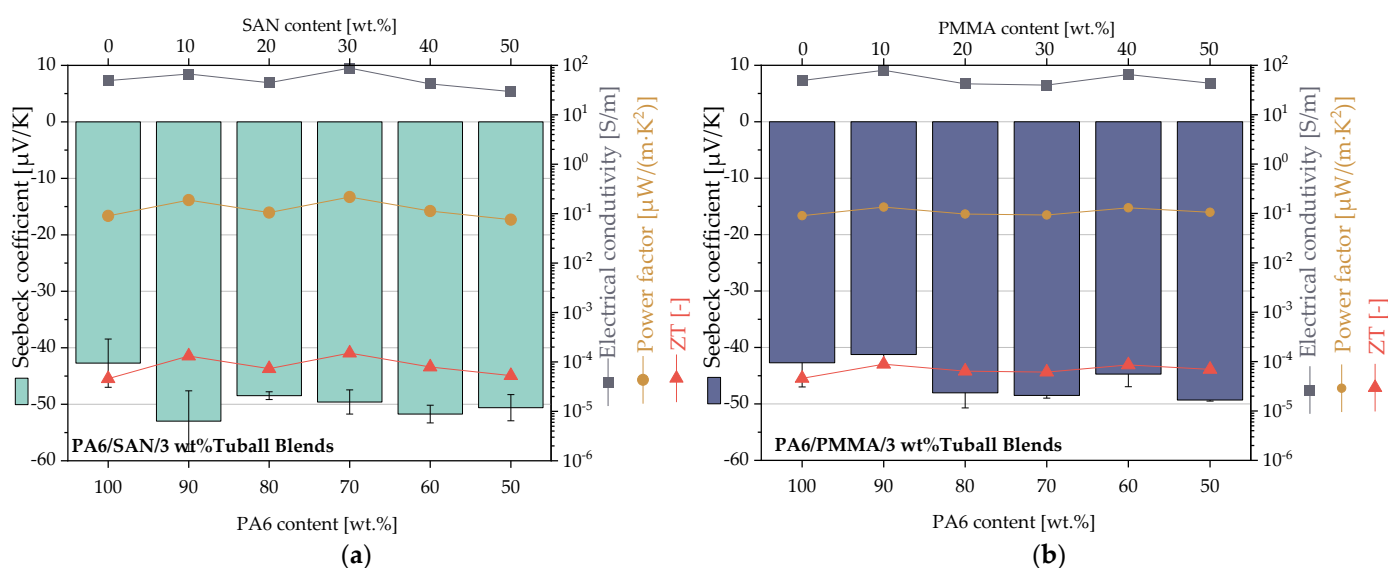 SAN content [wt.%]
0 10 20 30 40 50
10
0
-10
-20
-30
-40
-50
-60
Seebeck coefficient [µV/K]
10² 
10¹
10⁰
10⁻¹
10⁻²
10⁻³
10⁻⁴
10⁻⁵
10⁻⁶
Electrical condutivity [S/m]
Power factor [µW/(m·K²)]
ZT [-]
PA6/SAN/3 wt%Tuball Blends
100 90 80 70 60 50
PA6 content [wt.%]
(a)
PMMA content [wt.%]
0 10 20 30 40 50
10
0
-10
-20
-30
-40
-50
-60
Seebeck coefficient [µV/K]
10²
10¹
10⁰
10⁻¹
10⁻²
10⁻³
10⁻⁴
10⁻⁵
10⁻⁶
Electrical condutivity [S/m]
Power factor [µW/(m·K²)]
ZT [-]
PA6/PMMA/3 wt%Tuball Blends
100 90 80 70 60 50
PA6 content [wt.%]
(b)